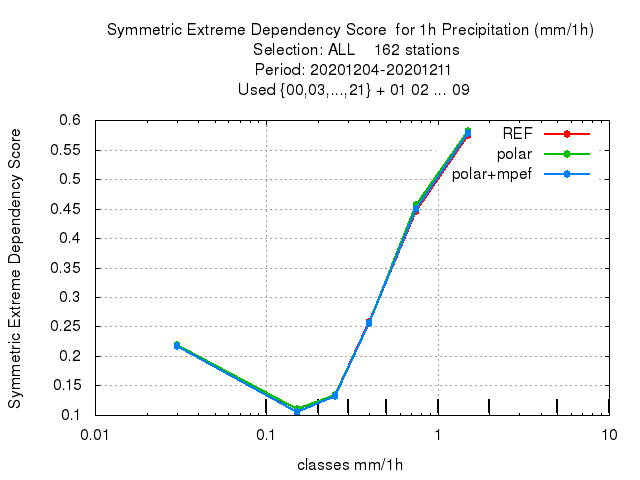 Symmetric Extreme Dependency Score  for 1h Precipitation (mm/1h)
Selection: ALL    162 stations
Period: 20201204-20201211
Used {00,03,...,21} + 01 02 ... 09
REF
polar
polar+mpef
Symmetric Extreme Dependency Score
0.6
0.55
0.5
0.45
0.4
0.35
0.3
0.25
0.2
0.15
0.1
0.01
0.1
1
10
classes mm/1h